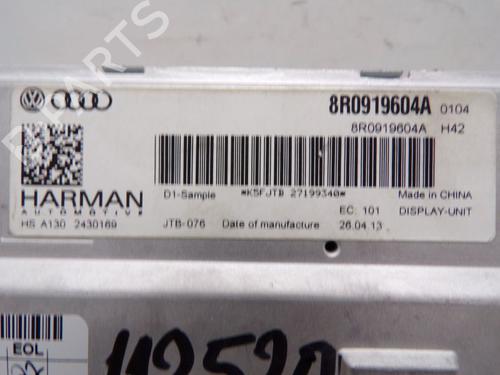 8R0919604A 0104
8R0919604A H42
HARMAN
AUTOMOTIVE
D1-Sample *K5FJTB 27199340* Made in CHINA
EC: 101 DISPLAY-UNIT
HS A130 2430169 JTB-076 Date of manufacture 26.04.13
EOL
PARTS